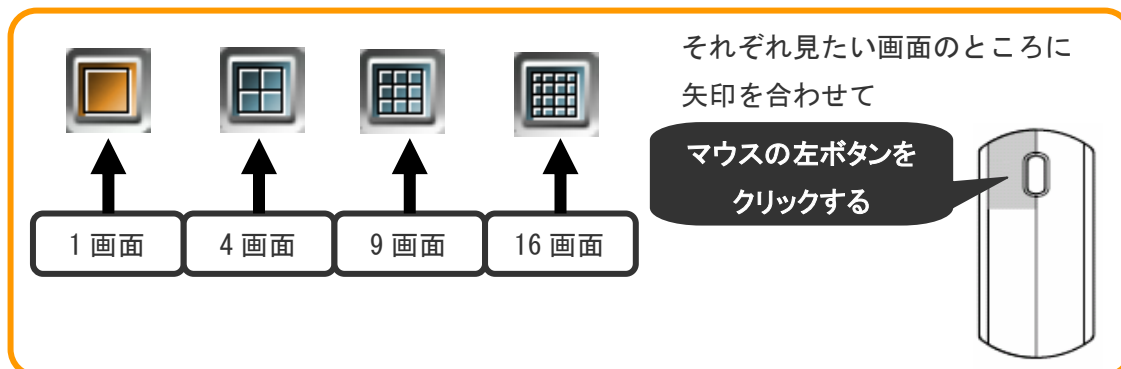 それぞれ見たい画面のところに
矢印を合わせて
マウスの左ボタンを
クリックする
1 画面
4 画面
9 画面
16 画面